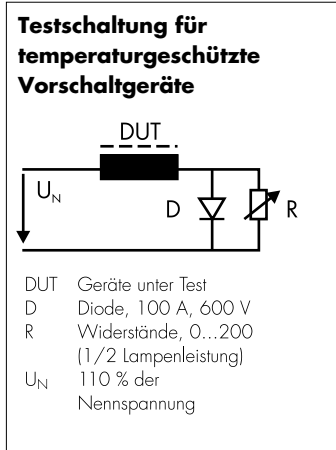 Testschaltung für
temperaturgeschützte
Vorschaltgeräte
DUT
U_N
D
R
DUT Geräte unter Test
D Diode, 100 A, 600 V
R Widerstände, 0...200
(1/2 Lampenleistung)
U_N 110 % der
Nennspannung